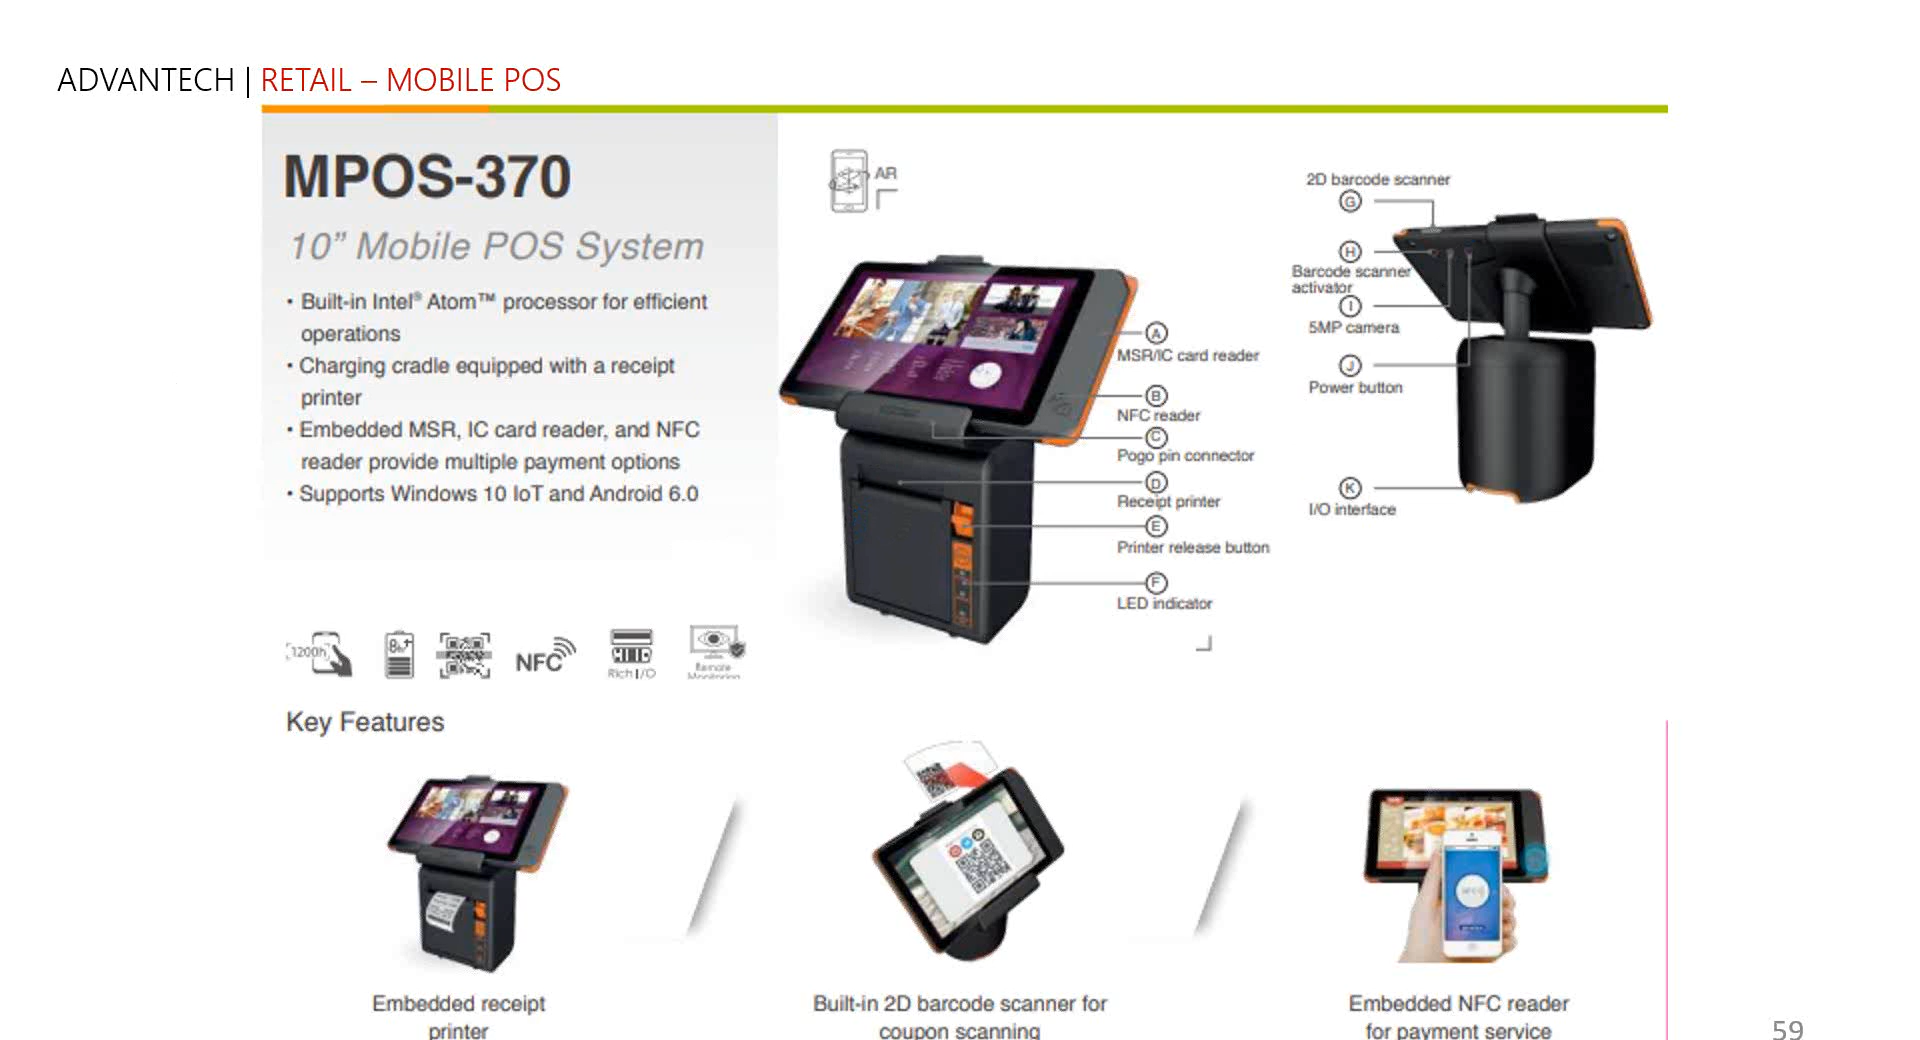 ADVANTECH | RETAIL – MOBILE POS
MPOS-370
10” Mobile POS System
• Built-in Intel® Atom™ processor for efficient
operations
• Charging cradle equipped with a receipt
printer
• Embedded MSR, IC card reader, and NFC
reader provide multiple payment options
• Supports Windows 10 IoT and Android 6.0
AR
A
MSR/IC card reader
B
NFC reader
C
Pogo pin connector
D
Receipt printer
E
Printer release button
F
LED indicator
2D barcode scanner
G
H
Barcode scanner
activator
I
5MP camera
J
Power button
K
I/O interface
1200h
8hr+
NFC
Rich I/O
Remote
Monitoring
Key Features
Embedded receipt
printer
Built-in 2D barcode scanner for
coupon scanning
Embedded NFC reader
for payment service
59